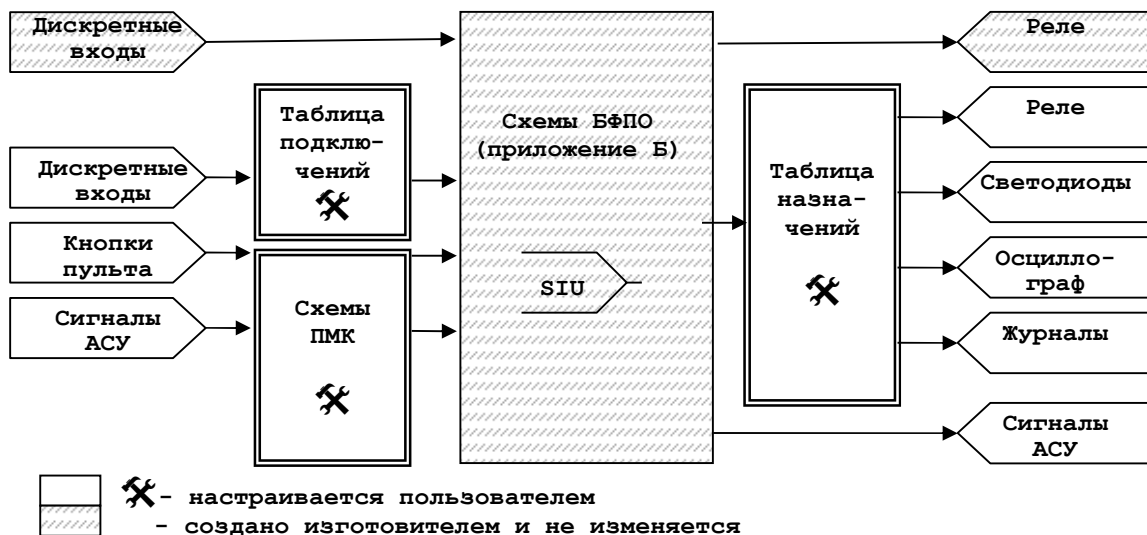 Дискретные
входы
Реле
Таблица
подклю-
чений
Схемы БФПО
(приложение Б)
Реле
Дискретные
входы
Таблица
назна-
чений
Светодиоды
Кнопки
пульта
SIU
Осцилло-
граф
Сигналы
АСУ
Схемы
ПМК
Журналы
Сигналы
АСУ
- настраивается пользователем
- создано изготовителем и не изменяется